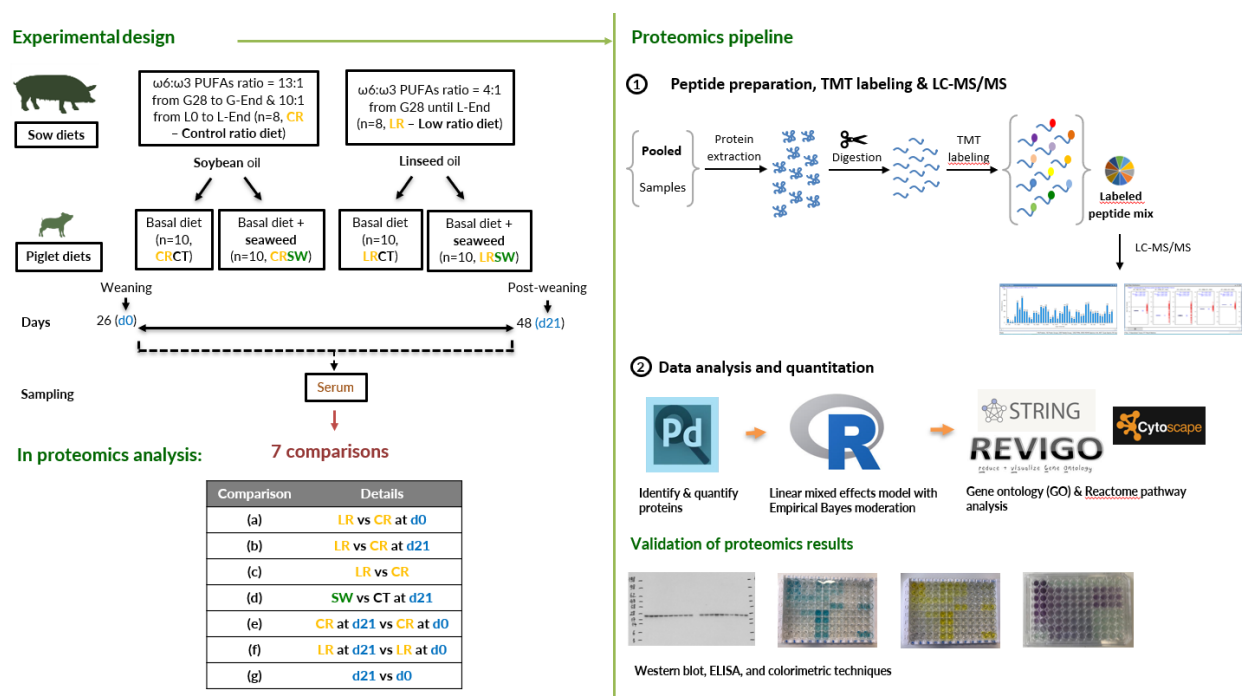 Experimental design
Sow diets
ω6:ω3 PUFAs ratio = 13:1
from G28 to G-End & 10:1
from L0 to L-End (n=8, CR
– Control ratio diet)
ω6:ω3 PUFAs ratio = 4:1
from G28 until L-End
(n=8, LR – Low ratio diet)
Soybean oil
Linseed oil
Piglet diets
Basal diet
(n=10,
CRCT)
Basal diet +
seaweed
(n=10, CRSW)
Basal diet
(n=10,
LRCT)
Basal diet +
seaweed
(n=10, LRSW)
Weaning
Post-weaning
Days
26 (d0)
48 (d21)
Sampling
Serum
In proteomics analysis:
7 comparisons
Comparison Details
(a) LR vs CR at d0
(b) LR vs CR at d21
(c) LR vs CR
(d) SW vs CT at d21
(e) CR at d21 vs CR at d0
(f) LR at d21 vs LR at d0
(g) d21 vs d0
Proteomics pipeline
1 Peptide preparation, TMT labeling & LC-MS/MS
Pooled
Samples
Protein
extraction
Digestion
TMT
labeling
Labeled
peptide mix
LC-MS/MS
2 Data analysis and quantitation
Pd
R
STRING
REVIGO
reduce + visualize Gene Ontology
Cytoscape
Identify & quantify
proteins
Linear mixed effects model with
Empirical Bayes moderation
Gene ontology (GO) & Reactome pathway
analysis
Validation of proteomics results
Western blot, ELISA, and colorimetric techniques